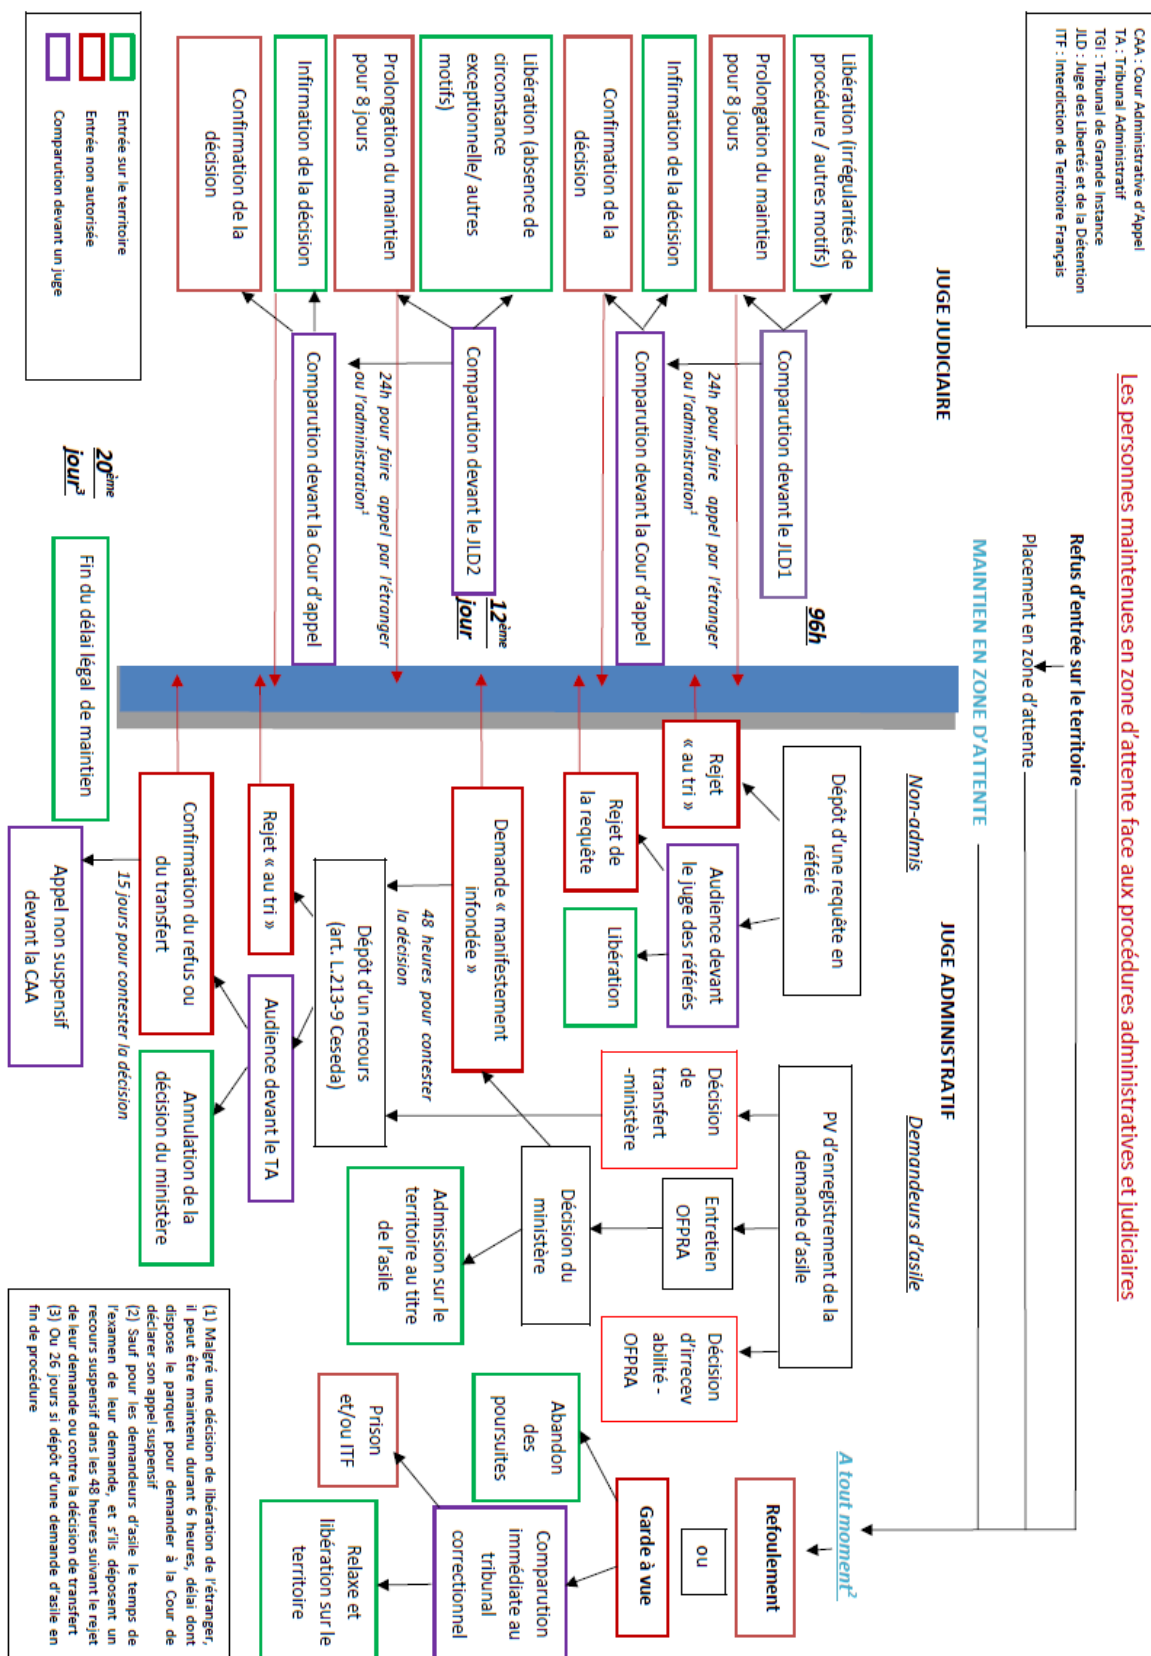 CAA : Cour Administrative d'Appel
TA : Tribunal Administratif
TGI : Tribunal de Grande Instance
JLD : Juge des Libertés et de la Détention
ITF : Interdiction de Territoire Français
Les personnes maintenues en zone d'attente face aux procédures administratives et judiciaires
Refus d'entrée sur le territoire
Placement en zone d'attente
MAINTIEN EN ZONE D'ATTENTE
A tout moment²
JUGE JUDICIAIRE
JUGE ADMINISTRATIF
Non-admis
Demandeurs d'asile
Libération (irrégularités de
procédure / autres motifs)
Prolongation du maintien
pour 8 jours
Comparution devant le JLD1
96h
24h pour faire appel par l'étranger
ou l'administration¹
Infirmation de la décision
Confirmation de la
décision
Comparution devant la Cour d'appel
Libération (absence de
circonstance
exceptionnelle/ autres
motifs)
Prolongation du maintien
pour 8 jours
Comparution devant le JLD2
12ème
jour
24h pour faire appel par l'étranger
ou l'administration¹
Infirmation de la décision
Confirmation de la
décision
Comparution devant la Cour d'appel
20ème
jour³
Fin du délai légal de maintien
Dépôt d'une requête en
référé
Rejet
« au tri »
Audience devant
le juge des référés
Rejet de
la requête
Libération
PV d'enregistrement de la
demande d'asile
Décision
de
transfert
-ministère
Entretien
OFPRA
Décision
d'irrecev
abilité -
OFPRA
Décision du
ministère
Demande « manifestement
infondée »
Admission sur le
territoire au titre
de l'asile
48 heures pour contester
la décision
Dépôt d'un recours
(art. L.213-9 Ceseda)
Rejet « au tri »
Audience devant le TA
Confirmation du refus ou
du transfert
Annulation de la
décision du ministère
15 jours pour contester la décision
Appel non suspensif
devant la CAA
Refoulement
ou
Garde à vue
Abandon
des
poursuites
Comparution
immédiate au
tribunal
correctionnel
Prison
et/ou ITF
Relaxe et
libération sur le
territoire
Entrée sur le territoire
Entrée non autorisée
Comparution devant un juge
(1) Malgré une décision de libération de l'étranger,
il peut être maintenu durant 6 heures, délai dont
dispose le parquet pour demander à la Cour de
déclarer son appel suspensif
(2) Sauf pour les demandeurs d'asile le temps de
l'examen de leur demande, et s'ils déposent un
recours suspensif dans les 48 heures suivant le rejet
de leur demande ou contre la décision de transfert
(3) Ou 26 jours si dépôt d'une demande d'asile en
fin de procédure